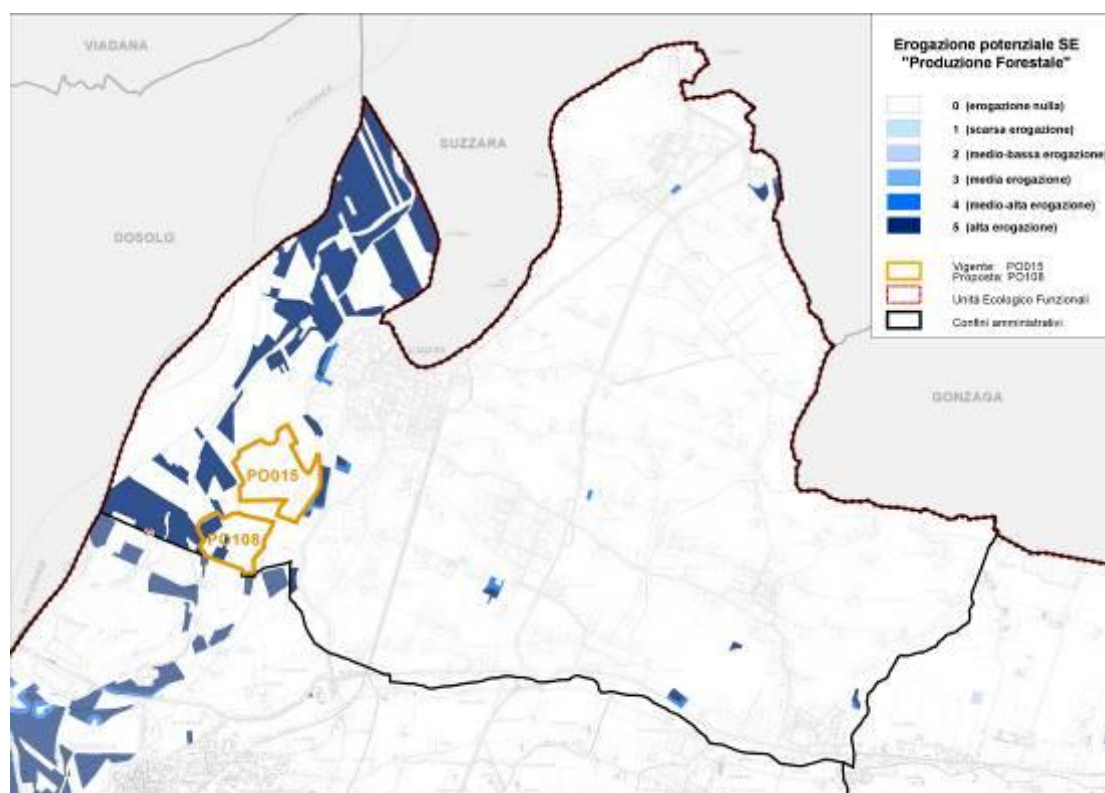 VIADANA
SUZZARA
DOSOLO
GONZAGA
PO015
PO108
Erogazione potenziale SE
"Produzione Forestale"
0 (erogazione nulla)
1 (scarsa erogazione)
2 (medio-bassa erogazione)
3 (media erogazione)
4 (medio-alta erogazione)
5 (alta erogazione)
Vigente: PO015
Proposta: PO108
Unità Ecologico Funzionali
Confini amministrativi